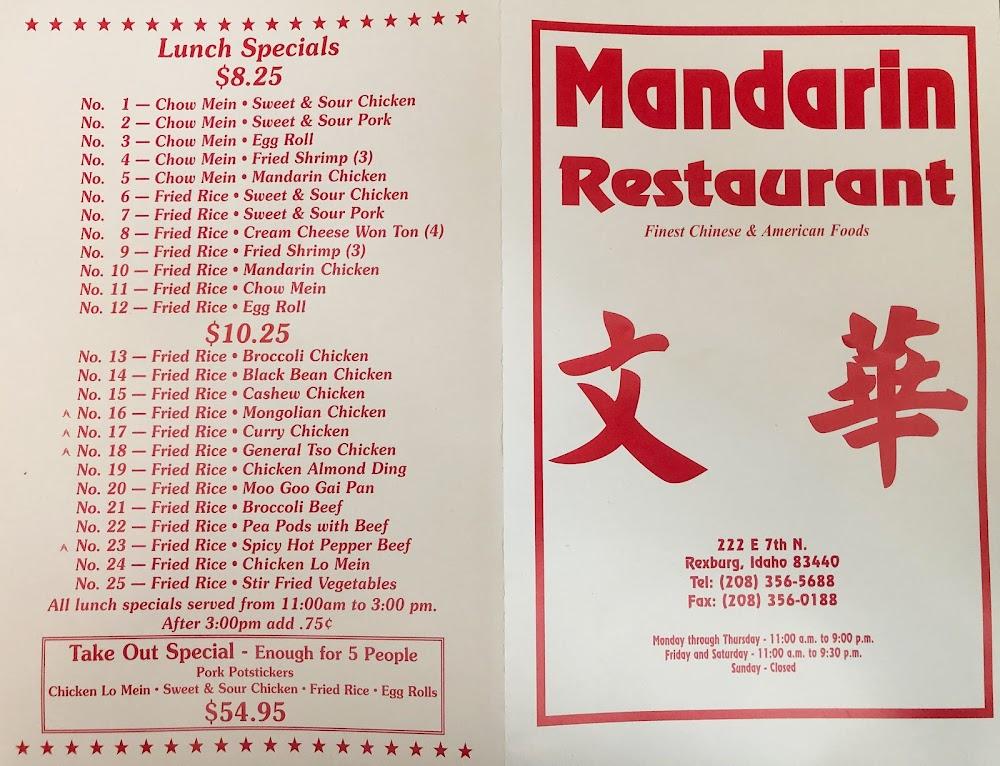 Lunch Specials
$8.25
No. 1 — Chow Mein • Sweet & Sour Chicken
No. 2 — Chow Mein • Sweet & Sour Pork
No. 3 — Chow Mein • Egg Roll
No. 4 — Chow Mein • Fried Shrimp (3)
No. 5 — Chow Mein • Mandarin Chicken
No. 6 — Fried Rice • Sweet & Sour Chicken
No. 7 — Fried Rice • Sweet & Sour Pork
No. 8 — Fried Rice • Cream Cheese Won Ton (4)
No. 9 — Fried Rice • Fried Shrimp (3)
No. 10 — Fried Rice • Mandarin Chicken
No. 11 — Fried Rice • Chow Mein
No. 12 — Fried Rice • Egg Roll
$10.25
No. 13 — Fried Rice • Broccoli Chicken
No. 14 — Fried Rice • Black Bean Chicken
No. 15 — Fried Rice • Cashew Chicken
No. 16 — Fried Rice • Mongolian Chicken
No. 17 — Fried Rice • Curry Chicken
No. 18 — Fried Rice • General Tso Chicken
No. 19 — Fried Rice • Chicken Almond Ding
No. 20 — Fried Rice • Moo Goo Gai Pan
No. 21 — Fried Rice • Broccoli Beef
No. 22 — Fried Rice • Pea Pods with Beef
No. 23 — Fried Rice • Spicy Hot Pepper Beef
No. 24 — Fried Rice • Chicken Lo Mein
No. 25 — Fried Rice • Stir Fried Vegetables
All lunch specials served from 11:00am to 3:00 pm.
After 3:00pm add .75¢
Take Out Special - Enough for 5 People
Pork Potstickers
Chicken Lo Mein • Sweet & Sour Chicken • Fried Rice • Egg Rolls
$54.95
Mandarin
Restaurant
Finest Chinese & American Foods
文 華
222 E 7th N.
Rexburg, Idaho 83440
Tel: (208) 356-5688
Fax: (208) 356-0188
Monday through Thursday - 11:00 a.m. to 9:00 p.m.
Friday and Saturday - 11:00 a.m. to 9:30 p.m.
Sunday - Closed